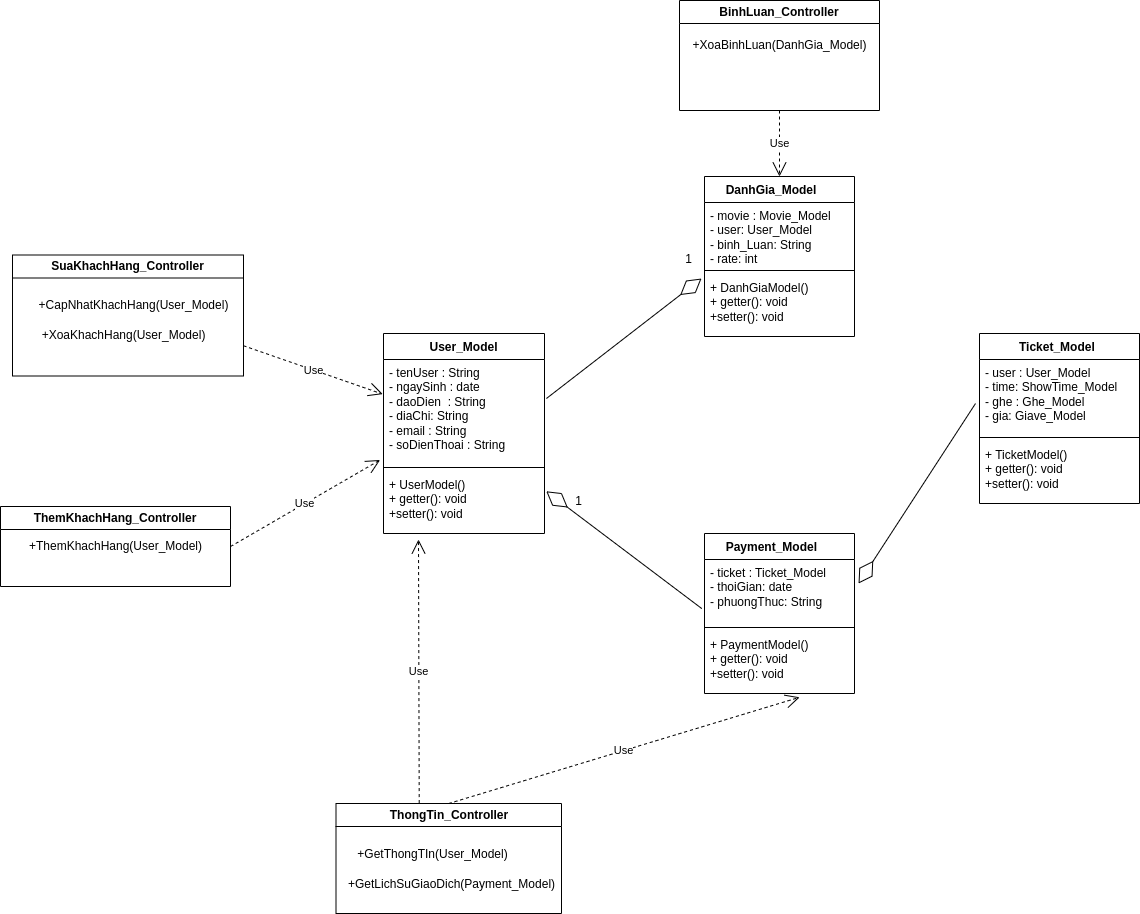 BinhLuan_Controller
+XoaBinhLuan(DanhGia_Model)
Use
DanhGia_Model
- movie : Movie_Model
- user: User_Model
- binh_Luan: String
- rate: int
+ DanhGiaModel()
+ getter(): void
+setter(): void
1
SuaKhachHang_Controller
+CapNhatKhachHang(User_Model)
+XoaKhachHang(User_Model)
Use
User_Model
- tenUser : String
- ngaySinh : date
- daoDien  : String
- diaChi: String
- email : String
- soDienThoai : String
+ UserModel()
+ getter(): void
+setter(): void
1
Ticket_Model
- user : User_Model
- time: ShowTime_Model
- ghe : Ghe_Model
- gia: Giave_Model
+ TicketModel()
+ getter(): void
+setter(): void
ThemKhachHang_Controller
+ThemKhachHang(User_Model)
Use
Payment_Model
- ticket : Ticket_Model
- thoiGian: date
- phuongThuc: String
+ PaymentModel()
+ getter(): void
+setter(): void
Use
Use
ThongTin_Controller
+GetThongTIn(User_Model)
+GetLichSuGiaoDich(Payment_Model)